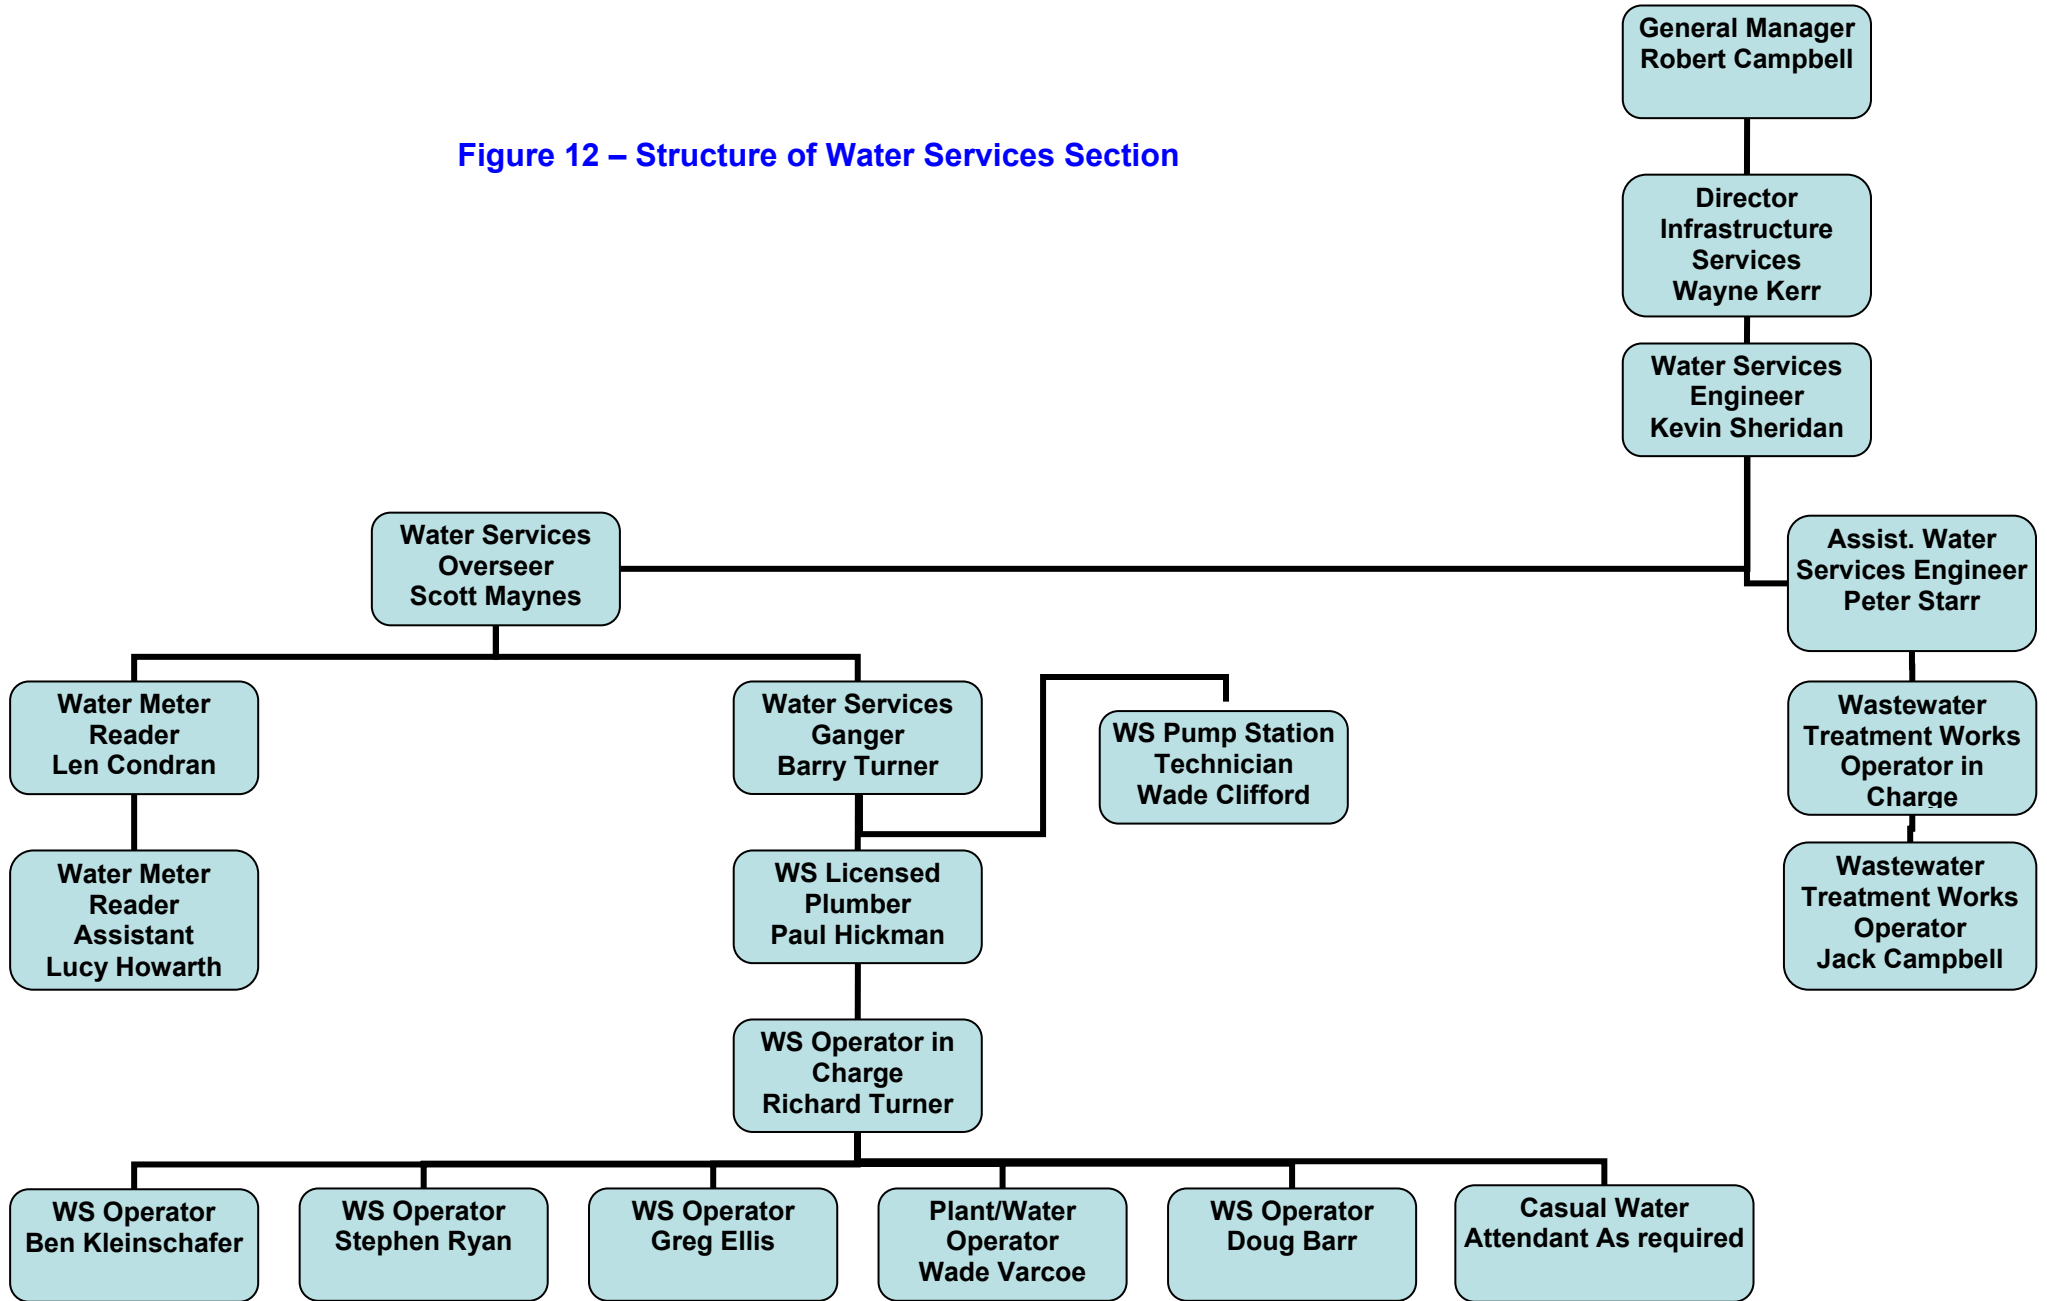 General Manager
Robert Campbell
Figure 12 – Structure of Water Services Section
Director
Infrastructure
Services
Wayne Kerr
Water Services
Engineer
Kevin Sheridan
Water Services
Overseer
Scott Maynes
Assist. Water
Services Engineer
Peter Starr
Water Meter
Reader
Len Condran
Water Services
Ganger
Barry Turner
WS Pump Station
Technician
Wade Clifford
Wastewater
Treatment Works
Operator in
Charge
Water Meter
Reader
Assistant
Lucy Howarth
WS Licensed
Plumber
Paul Hickman
Wastewater
Treatment Works
Operator
Jack Campbell
WS Operator in
Charge
Richard Turner
WS Operator
Ben Kleinschafer
WS Operator
Stephen Ryan
WS Operator
Greg Ellis
Plant/Water
Operator
Wade Varcoe
WS Operator
Doug Barr
Casual Water
Attendant As required